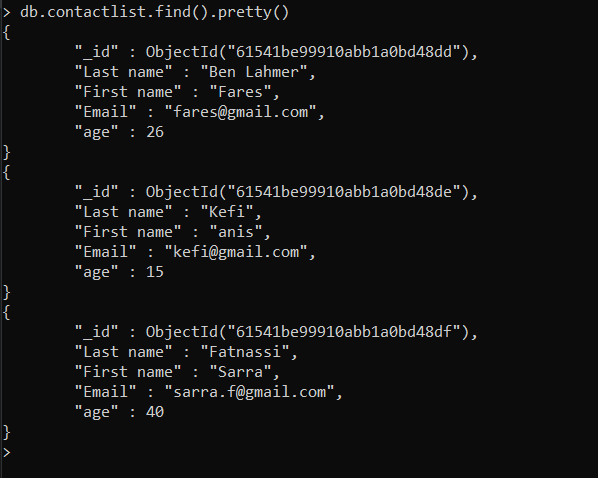 > db.contactlist.find().pretty()
{
        "_id" : ObjectId("61541be99910abb1a0bd48dd"),
        "Last name" : "Ben Lahmer",
        "First name" : "Fares",
        "Email" : "fares@gmail.com",
        "age" : 26
}
{
        "_id" : ObjectId("61541be99910abb1a0bd48de"),
        "Last name" : "Kefi",
        "First name" : "anis",
        "Email" : "kefi@gmail.com",
        "age" : 15
}
{
        "_id" : ObjectId("61541be99910abb1a0bd48df"),
        "Last name" : "Fatnassi",
        "First name" : "Sarra",
        "Email" : "sarra.f@gmail.com",
        "age" : 40
}
>